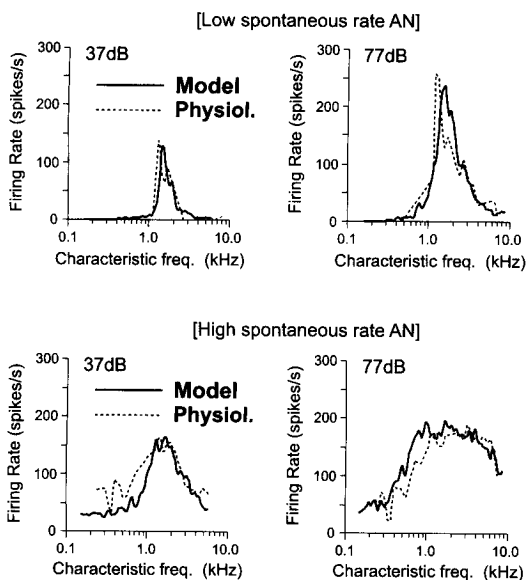 [Low spontaneous rate AN]
37dB
Model
Physiol.
Firing Rate (spikes/s)
300
200
100
0
0.1 1.0 10.0
Characteristic freq. (kHz)
77dB
Firing Rate (spikes/s)
300
200
100
0
0.1 1.0 10.0
Characteristic freq. (kHz)
[High spontaneous rate AN]
37dB
Model
Physiol.
Firing Rate (spikes/s)
300
200
100
0
0.1 1.0 10.0
Characteristic freq. (kHz)
77dB
Firing Rate (spikes/s)
300
200
100
0
0.1 1.0 10.0
Characteristic freq. (kHz)